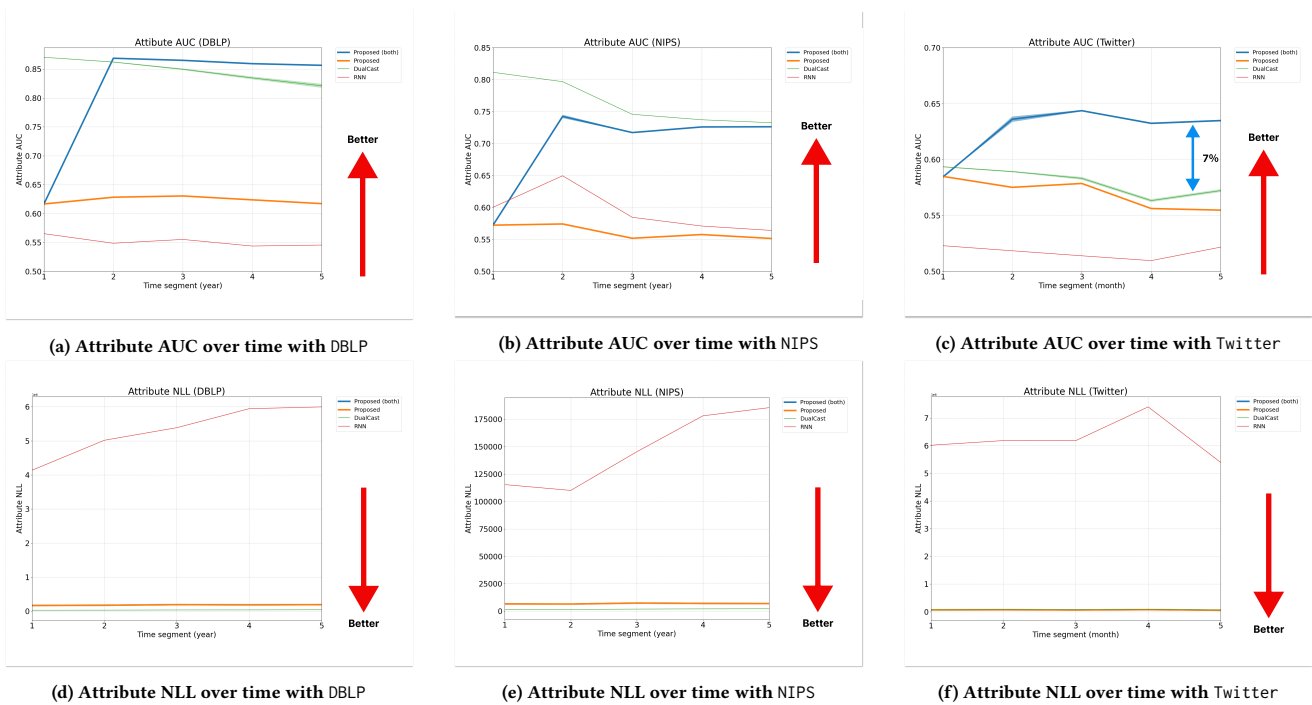 Attibute AUC (DBLP)
Proposed (both)
Proposed
DualCast
RNN
0.85
0.80
0.75
0.70
0.65
0.60
0.55
0.50
Attribute AUC
1 2 3 4 5
Time segment (year)
Better
(a) Attribute AUC over time with DBLP
Attribute AUC (NIPS)
Proposed (both)
Proposed
DualCast
RNN
0.85
0.80
0.75
0.70
0.65
0.60
0.55
0.50
Attribute AUC
1 2 3 4 5
Time segment (year)
Better
(b) Attribute AUC over time with NIPS
Attribute AUC (Twitter)
Proposed (both)
Proposed
DualCast
RNN
0.70
0.65
0.60
0.55
0.50
Attribute AUC
7%
1 2 3 4 5
Time segment (month)
Better
(c) Attribute AUC over time with Twitter
Attribute NLL (DBLP)
Proposed (both)
Proposed
DualCast
RNN
6
5
4
3
2
1
0
Attribute NLL
1 2 3 4 5
Time segment (year)
Better
(d) Attribute NLL over time with DBLP
Attribute NLL (NIPS)
Proposed (both)
Proposed
DualCast
RNN
175000
150000
125000
100000
75000
50000
25000
0
Attribute NLL
1 2 3 4 5
Time segment (year)
Better
(e) Attribute NLL over time with NIPS
Attribute NLL (Twitter)
Proposed (both)
Proposed
DualCast
RNN
7
6
5
4
3
2
1
0
Attribute NLL
1 2 3 4 5
Time segment (month)
Better
(f) Attribute NLL over time with Twitter